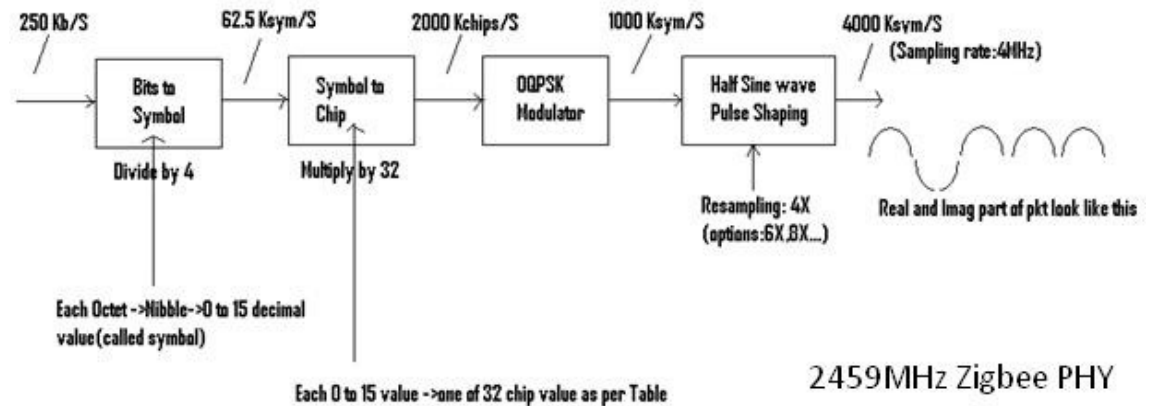 250 Kb/S
62.5 Ksym/S
2000 Kchips/S
1000 Ksym/S
4000 Ksym/S
(Sampling rate:4MHz)
Bits to
Symbol
Symbol to
Chip
OQPSK
Modulator
Half Sine wave
Pulse Shaping
Divide by 4
Multiply by 32
Resampling: 4X
(options:6X,8X...)
Real and Imag part of pkt look like this
Each Octet ->Nibble->0 to 15 decimal
value(called symbol)
Each 0 to 15 value ->one of 32 chip value as per Table
2459MHz Zigbee PHY